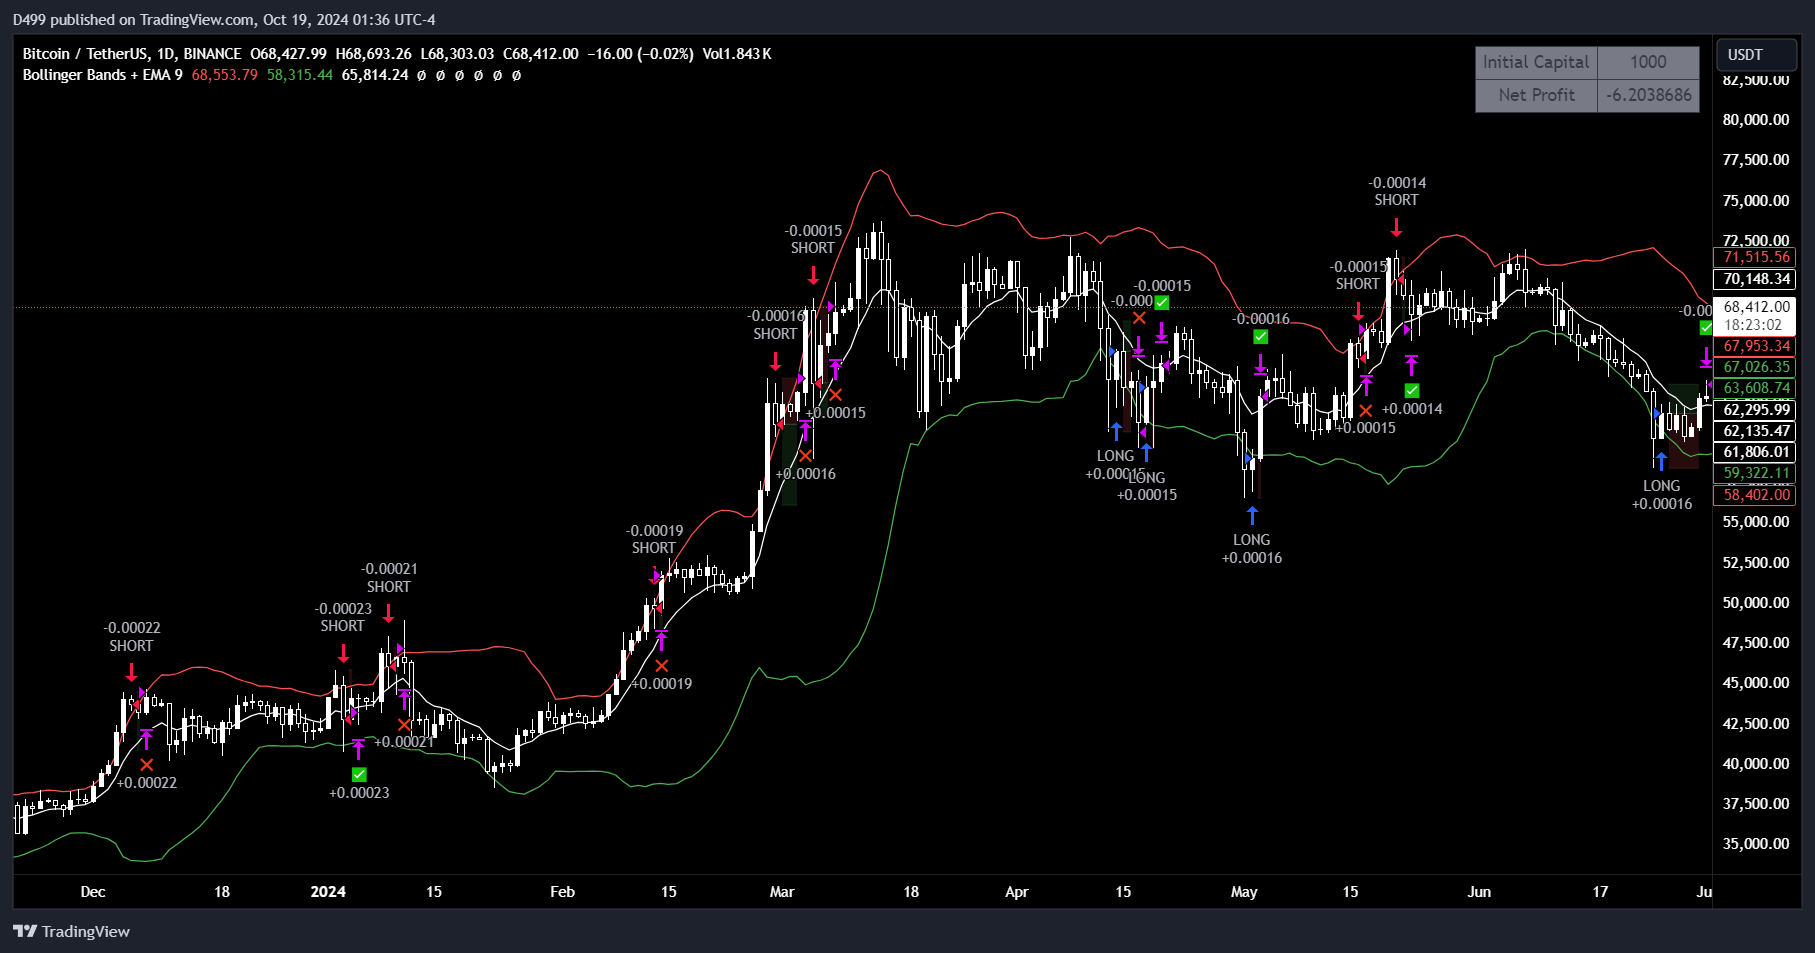 D499 published on TradingView.com, Oct 19, 2024 01:36 UTC-4
Bitcoin / TetherUS, 1D, BINANCE O68,427.99 H68,693.26 L68,303.03 C68,412.00 −16.00 (−0.02%) Vol1.843 K
Bollinger Bands + EMA 9 68,553.79 58,315.44 65,814.24 ø ø ø ø ø ø
Initial Capital 1000
Net Profit -6.2038686
USDT
82,500.00
80,000.00
77,500.00
75,000.00
72,500.00
71,515.56
70,148.34
68,412.00
18:23:02
67,953.34
67,026.35
63,608.74
62,295.99
62,135.47
61,806.01
59,322.11
58,402.00
55,000.00
52,500.00
50,000.00
47,500.00
45,000.00
42,500.00
40,000.00
37,500.00
35,000.00
-0.00022
SHORT
+0.00022
-0.00023
SHORT
+0.00023
-0.00021
SHORT
+0.00021
-0.00019
SHORT
+0.00019
-0.00016
SHORT
+0.00016
-0.00015
SHORT
+0.00015
-0.000
LONG
+0.00015
-0.00015
LONG
+0.00015
-0.00016
LONG
+0.00016
-0.00015
SHORT
+0.00015
-0.00014
SHORT
+0.00014
-0.00
LONG
+0.00016
Dec 18 2024 15 Feb 15 Mar 18 Apr 15 May 15 Jun 17 Ju
TradingView